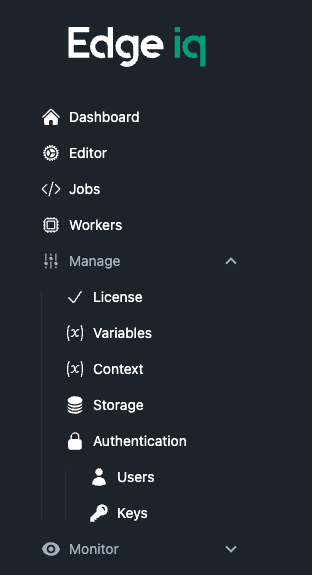 Edge iq
Dashboard
Editor
</> Jobs
Workers
Manage
License
(x) Variables
(x) Context
Storage
Authentication
Users
Keys
Monitor